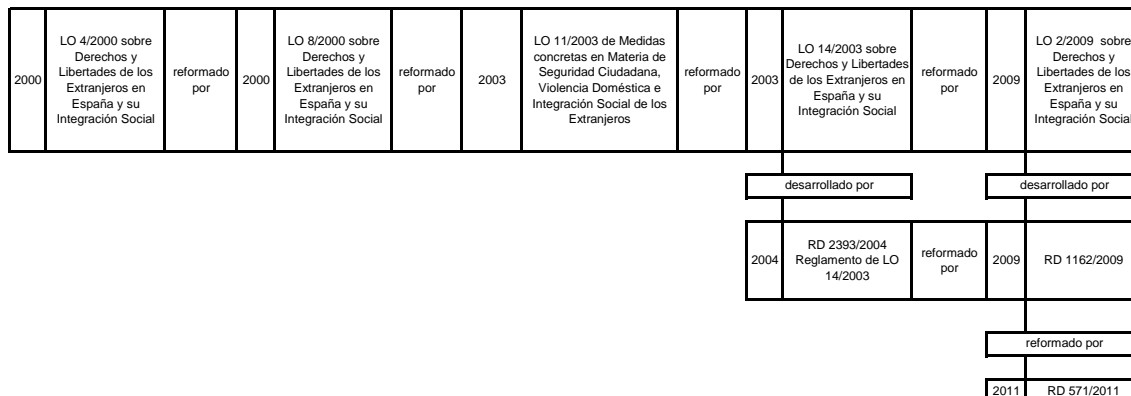 2000
LO 4/2000 sobre
Derechos y
Libertades de los
Extranjeros en
España y su
Integración Social
reformado
por
2000
LO 8/2000 sobre
Derechos y
Libertades de los
Extranjeros en
España y su
Integración Social
reformado
por
2003
LO 11/2003 de Medidas
concretas en Materia de
Seguridad Ciudadana,
Violencia Doméstica e
Integración Social de los
Extranjeros
reformado
por
2003
LO 14/2003 sobre
Derechos y Libertades
de los Extranjeros en
España y su
Integración Social
reformado
por
2009
LO 2/2009 sobre
Derechos y
Libertades de los
Extranjeros en
España y su
Integración Social
desarrollado por
desarrollado por
2004
RD 2393/2004
Reglamento de LO
14/2003
reformado
por
2009
RD 1162/2009
reformado por
2011
RD 571/2011